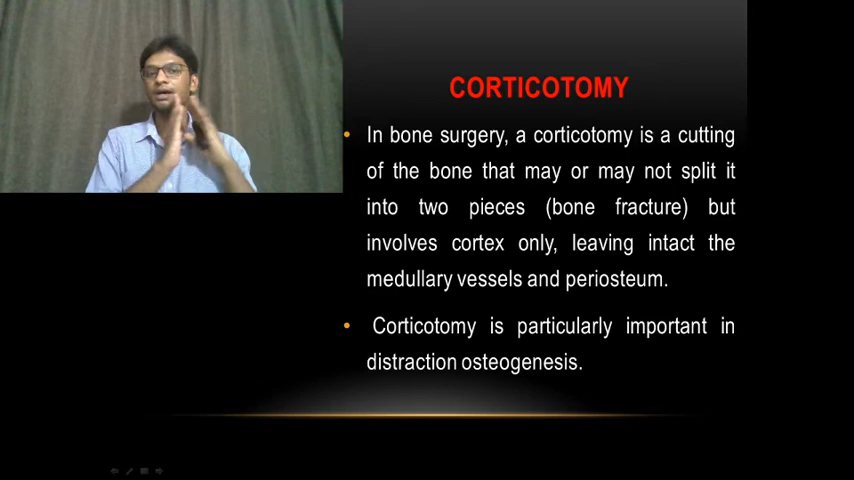 CORTICOTOMY
• In bone surgery, a corticotomy is a cutting
of the bone that may or may not split it
into two pieces (bone fracture) but
involves cortex only, leaving intact the
medullary vessels and periosteum.
• Corticotomy is particularly important in
distraction osteogenesis.